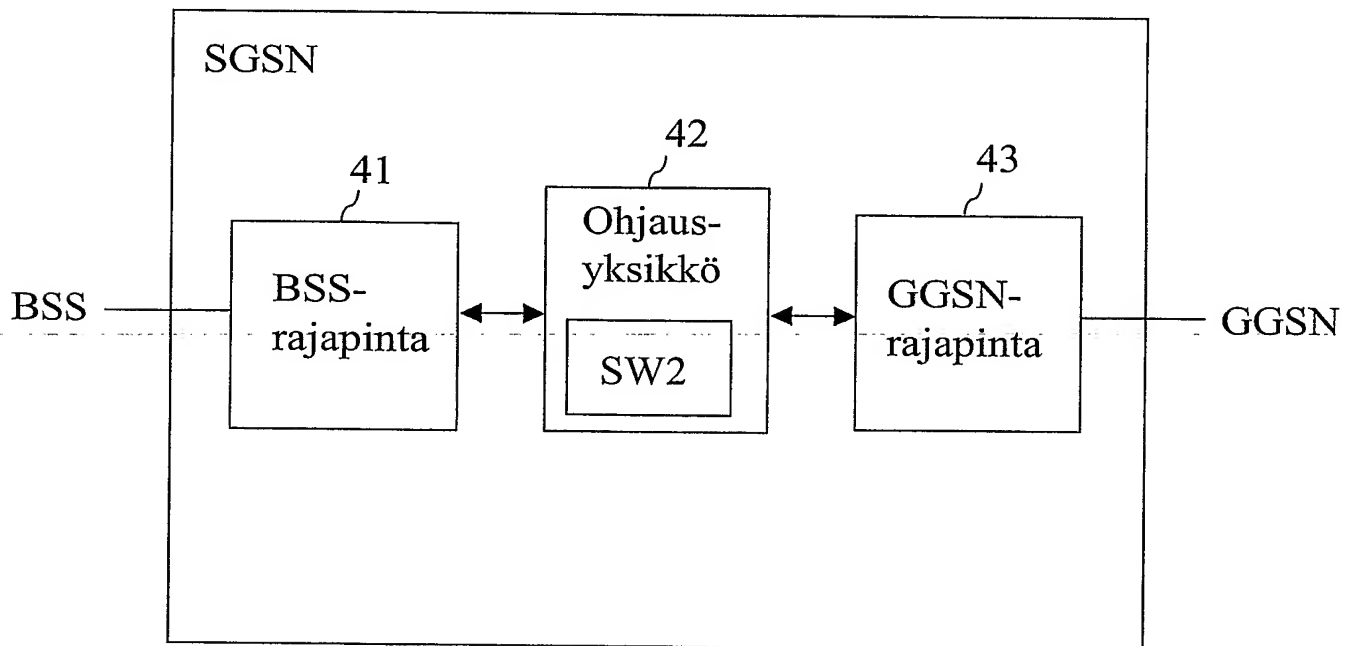 SGSN
41
42
43
BSS
BSS-
rajapinta
Ohjaus-
yksikkö
SW2
GGSN-
rajapinta
GGSN